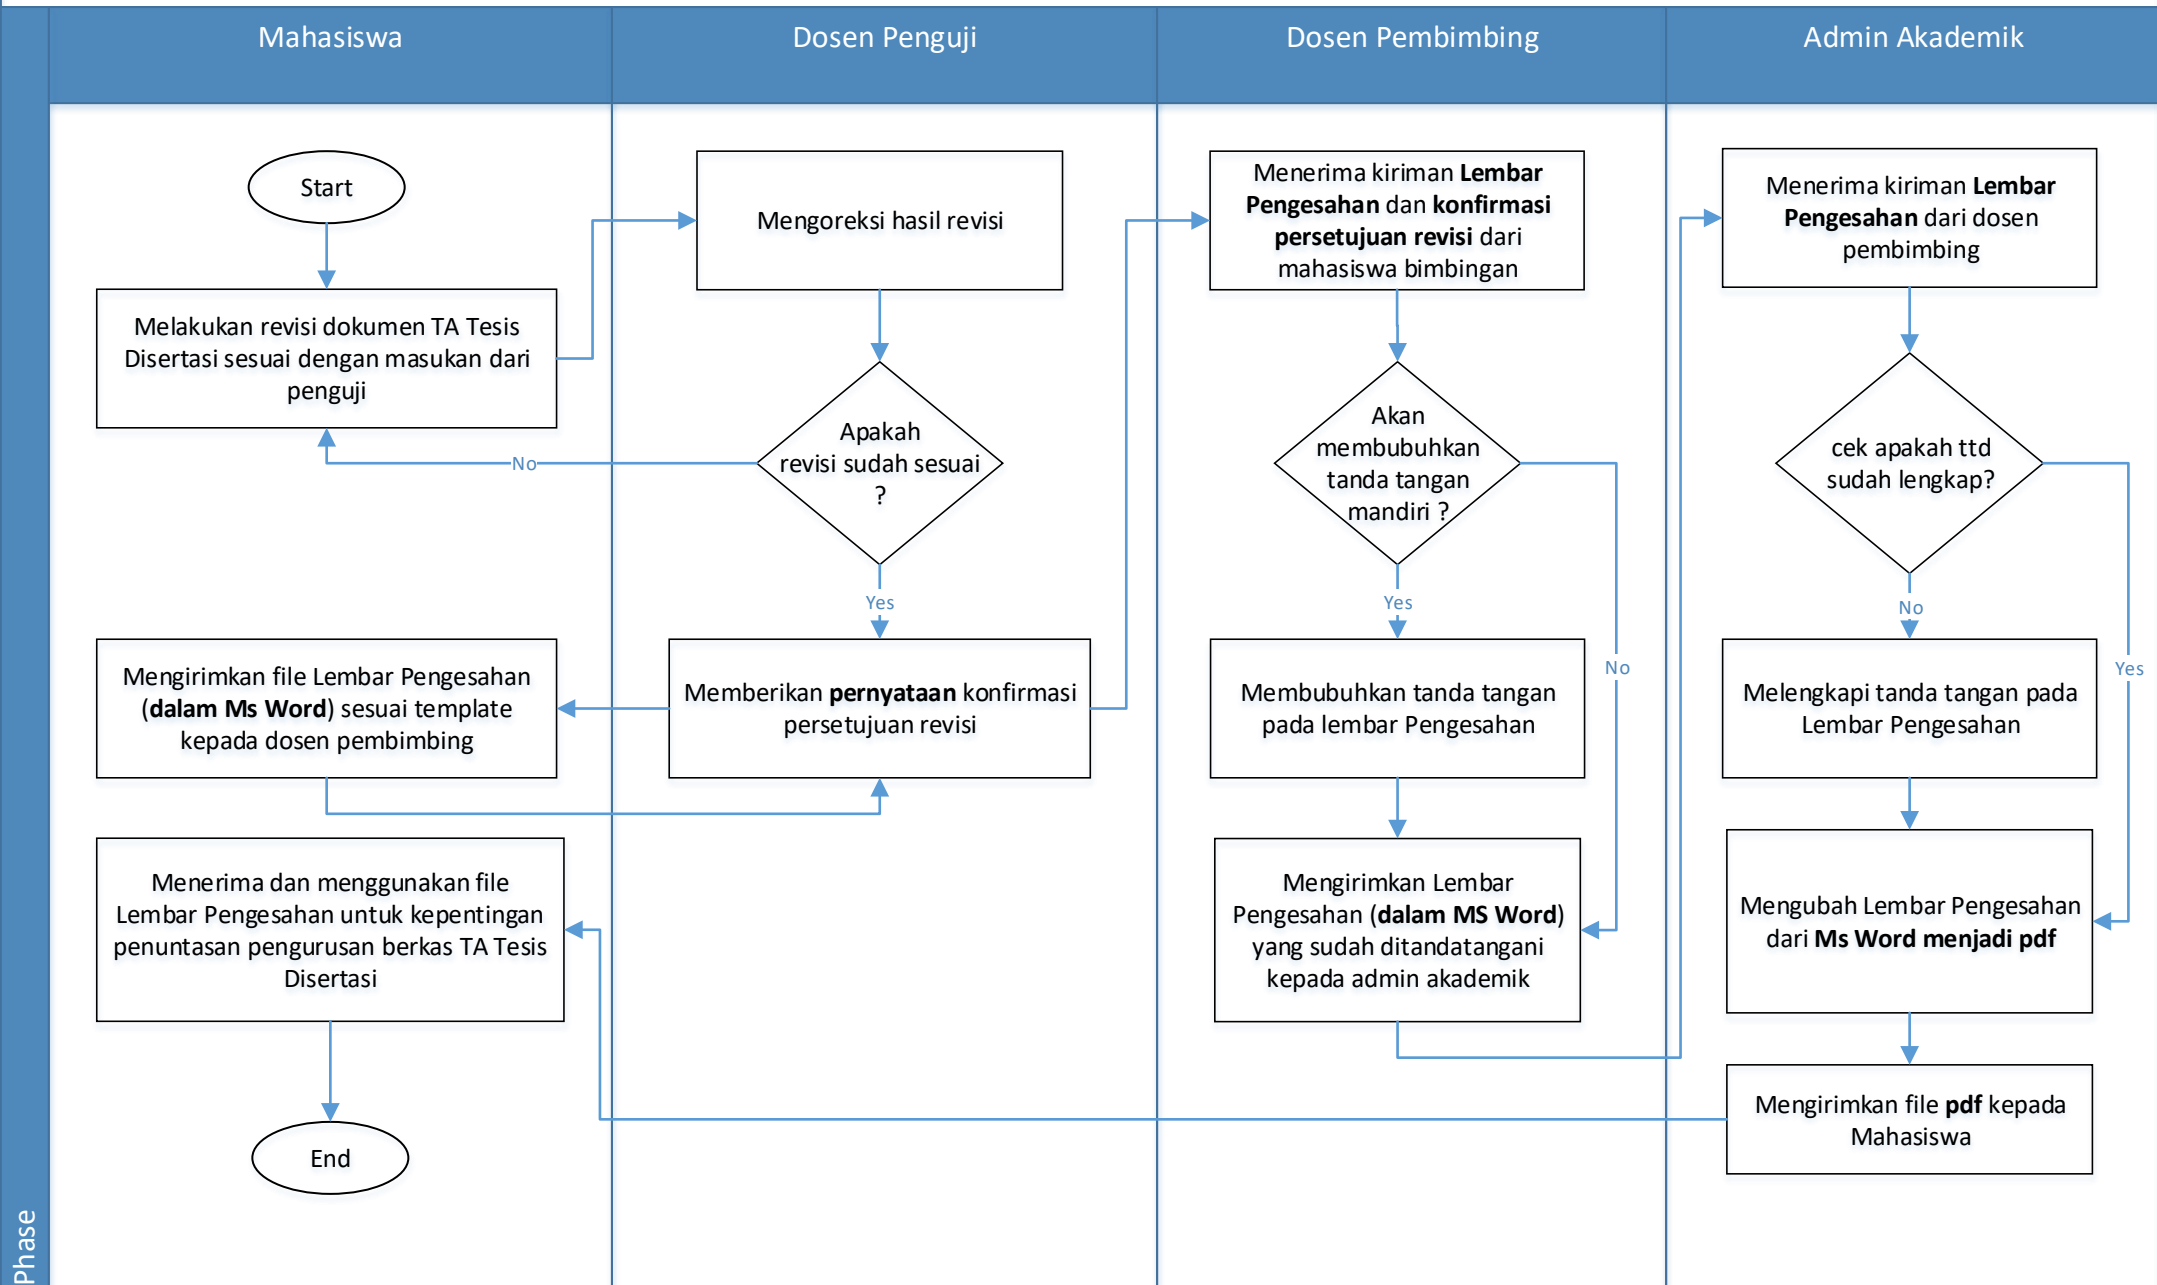 Mahasiswa
Dosen Penguji
Dosen Pembimbing
Admin Akademik
Start
Melakukan revisi dokumen TA Tesis
Disertasi sesuai dengan masukan dari
penguji
Mengirimkan file Lembar Pengesahan
(dalam Ms Word) sesuai template
kepada dosen pembimbing
Menerima dan menggunakan file
Lembar Pengesahan untuk kepentingan
penuntasan pengurusan berkas TA Tesis
Disertasi
End
Mengoreksi hasil revisi
Apakah
revisi sudah sesuai
?
No
Yes
Memberikan pernyataan konfirmasi
persetujuan revisi
Menerima kiriman Lembar
Pengesahan dan konfirmasi
persetujuan revisi dari
mahasiswa bimbingan
Akan
membubuhkan
tanda tangan
mandiri ?
Yes
No
Membubuhkan tanda tangan
pada lembar Pengesahan
Mengirimkan Lembar
Pengesahan (dalam MS Word)
yang sudah ditandatangani
kepada admin akademik
Menerima kiriman Lembar
Pengesahan dari dosen
pembimbing
cek apakah ttd
sudah lengkap?
No
Yes
Melengkapi tanda tangan pada
Lembar Pengesahan
Mengubah Lembar Pengesahan
dari Ms Word menjadi pdf
Mengirimkan file pdf kepada
Mahasiswa
Phase